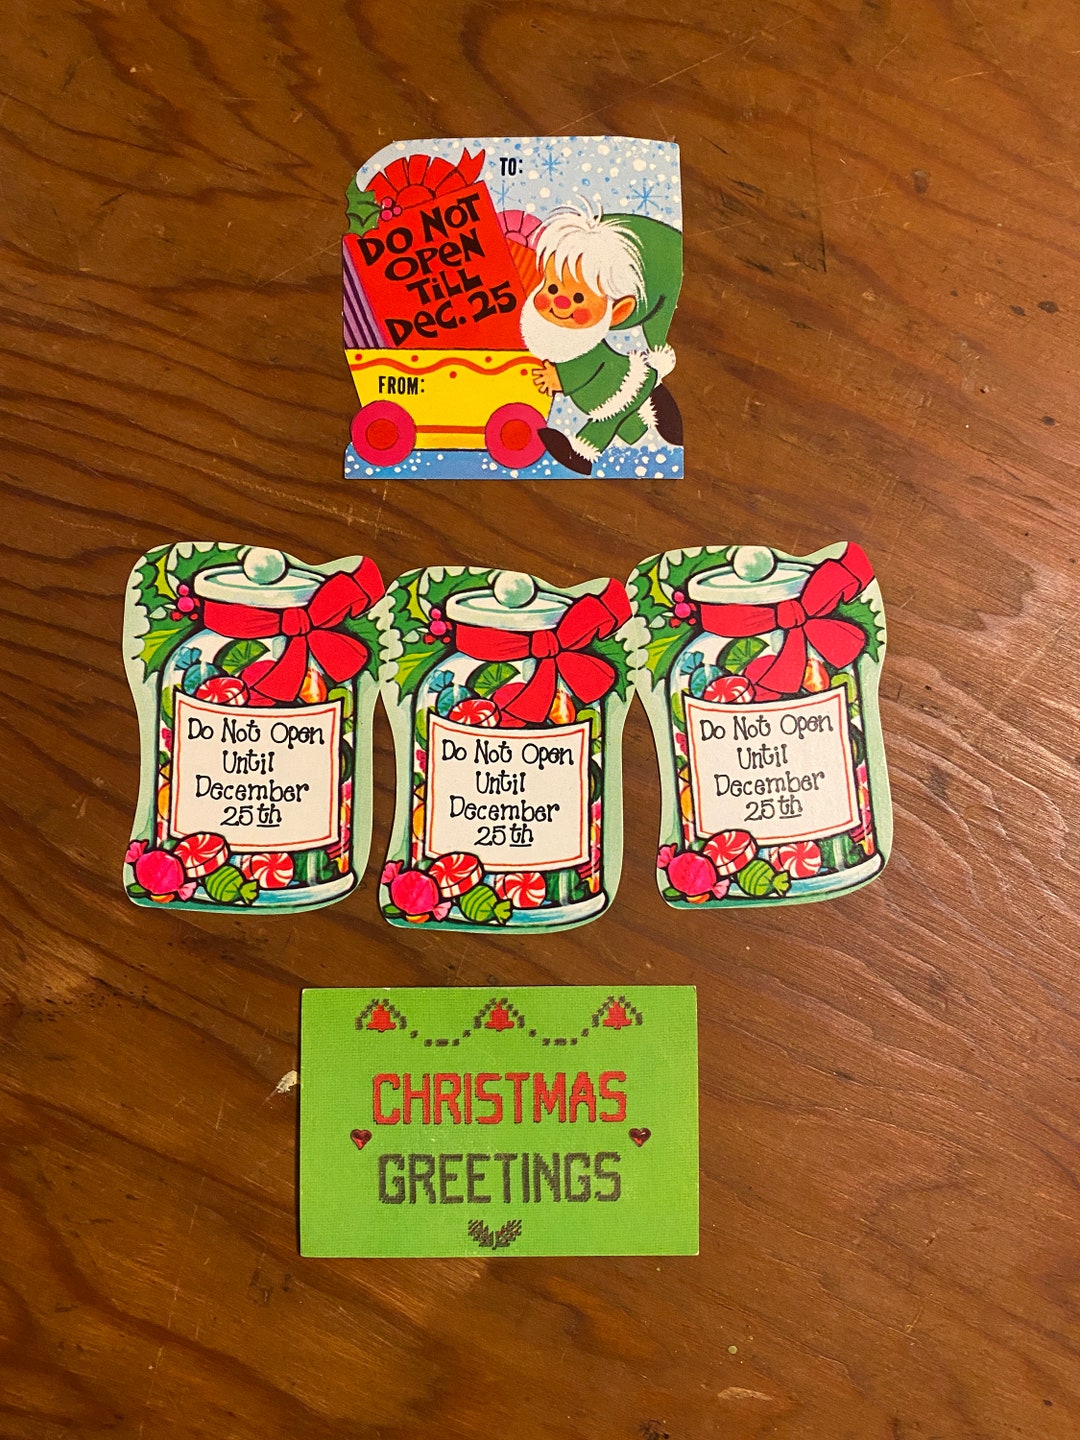 TO:
DO NOT
OPEN
TILL
DEC. 25
FROM:
Do Not Open
Until
December
25th
Do Not Open
Until
December
25th
Do Not Open
Until
December
25th
CHRISTMAS
GREETINGS